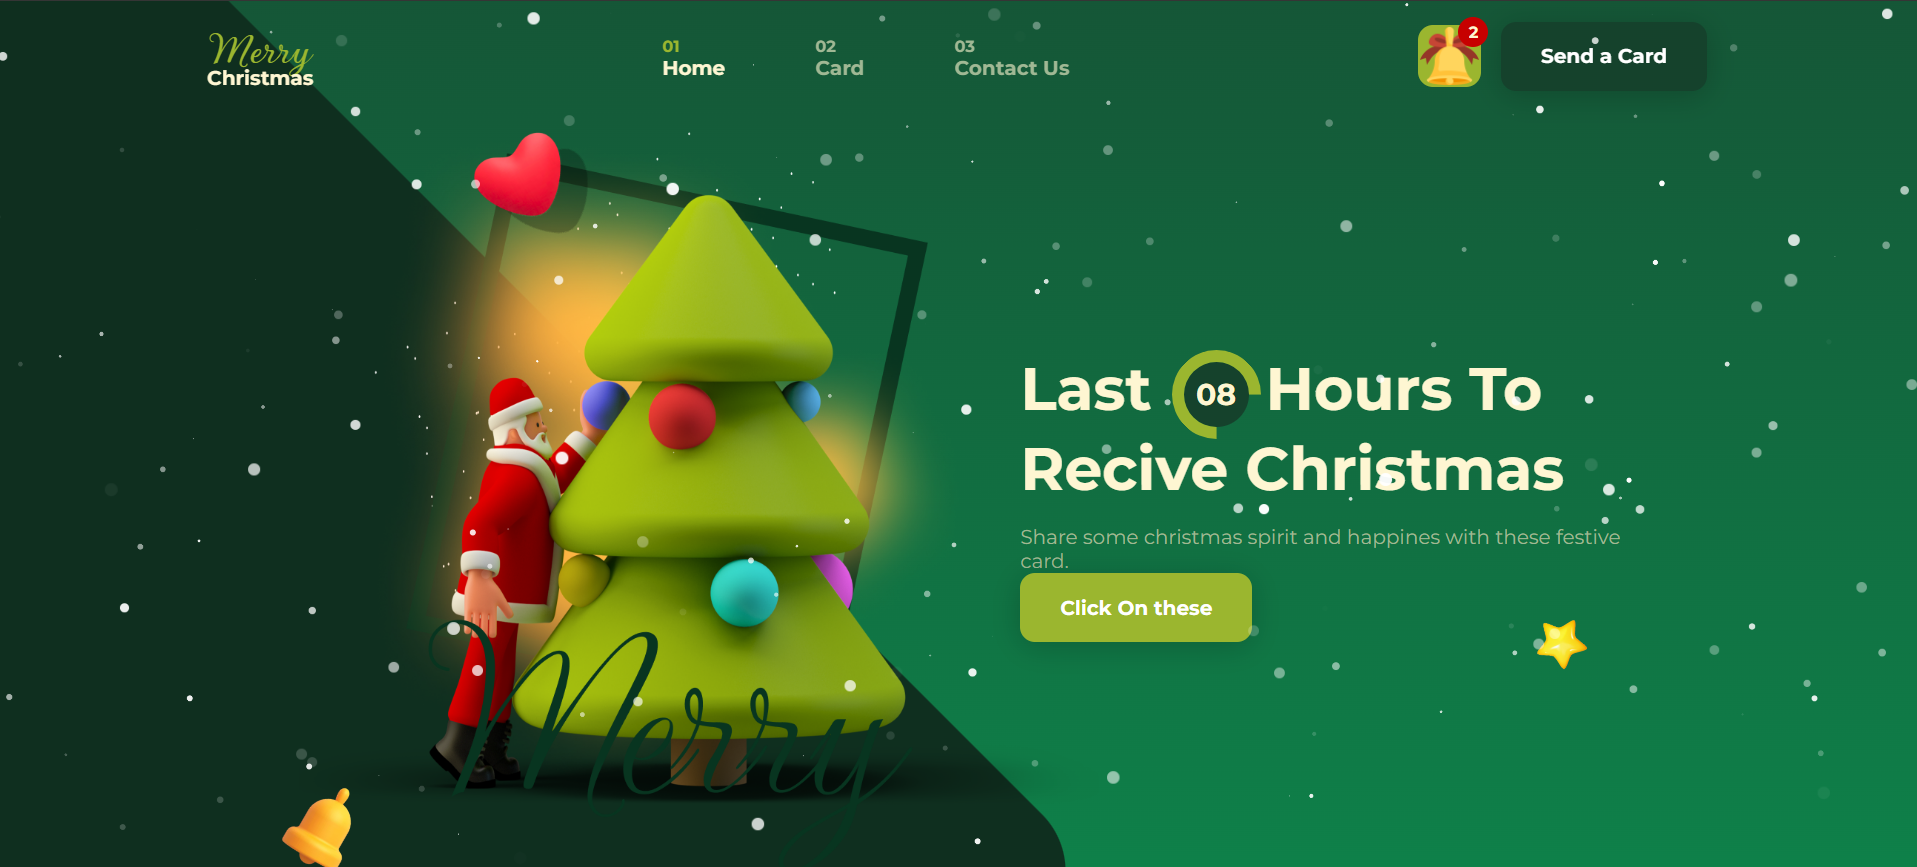 Merry
Christmas
01
Home
02
Card
03
Contact Us
2
Send a Card
Last 08 Hours To
Recive Christmas
Share some christmas spirit and happines with these festive
card.
Click On these
Merry